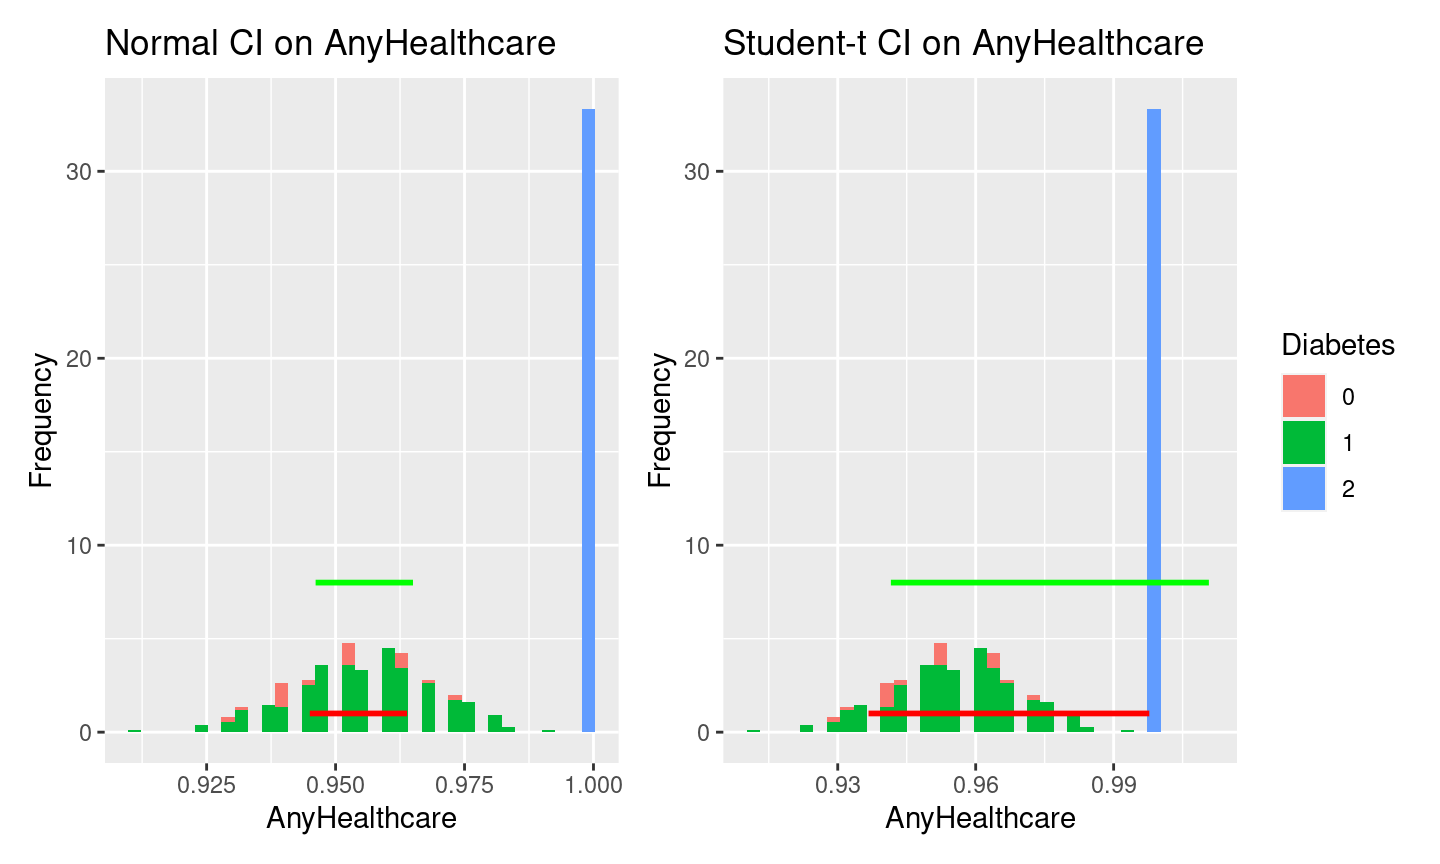 Normal CI on AnyHealthcare
Frequency
30
20
10
0
0.925 0.950 0.975 1.000
AnyHealthcare
Student-t CI on AnyHealthcare
Frequency
30
20
10
0
0.93 0.96 0.99
AnyHealthcare
Diabetes
0
1
2